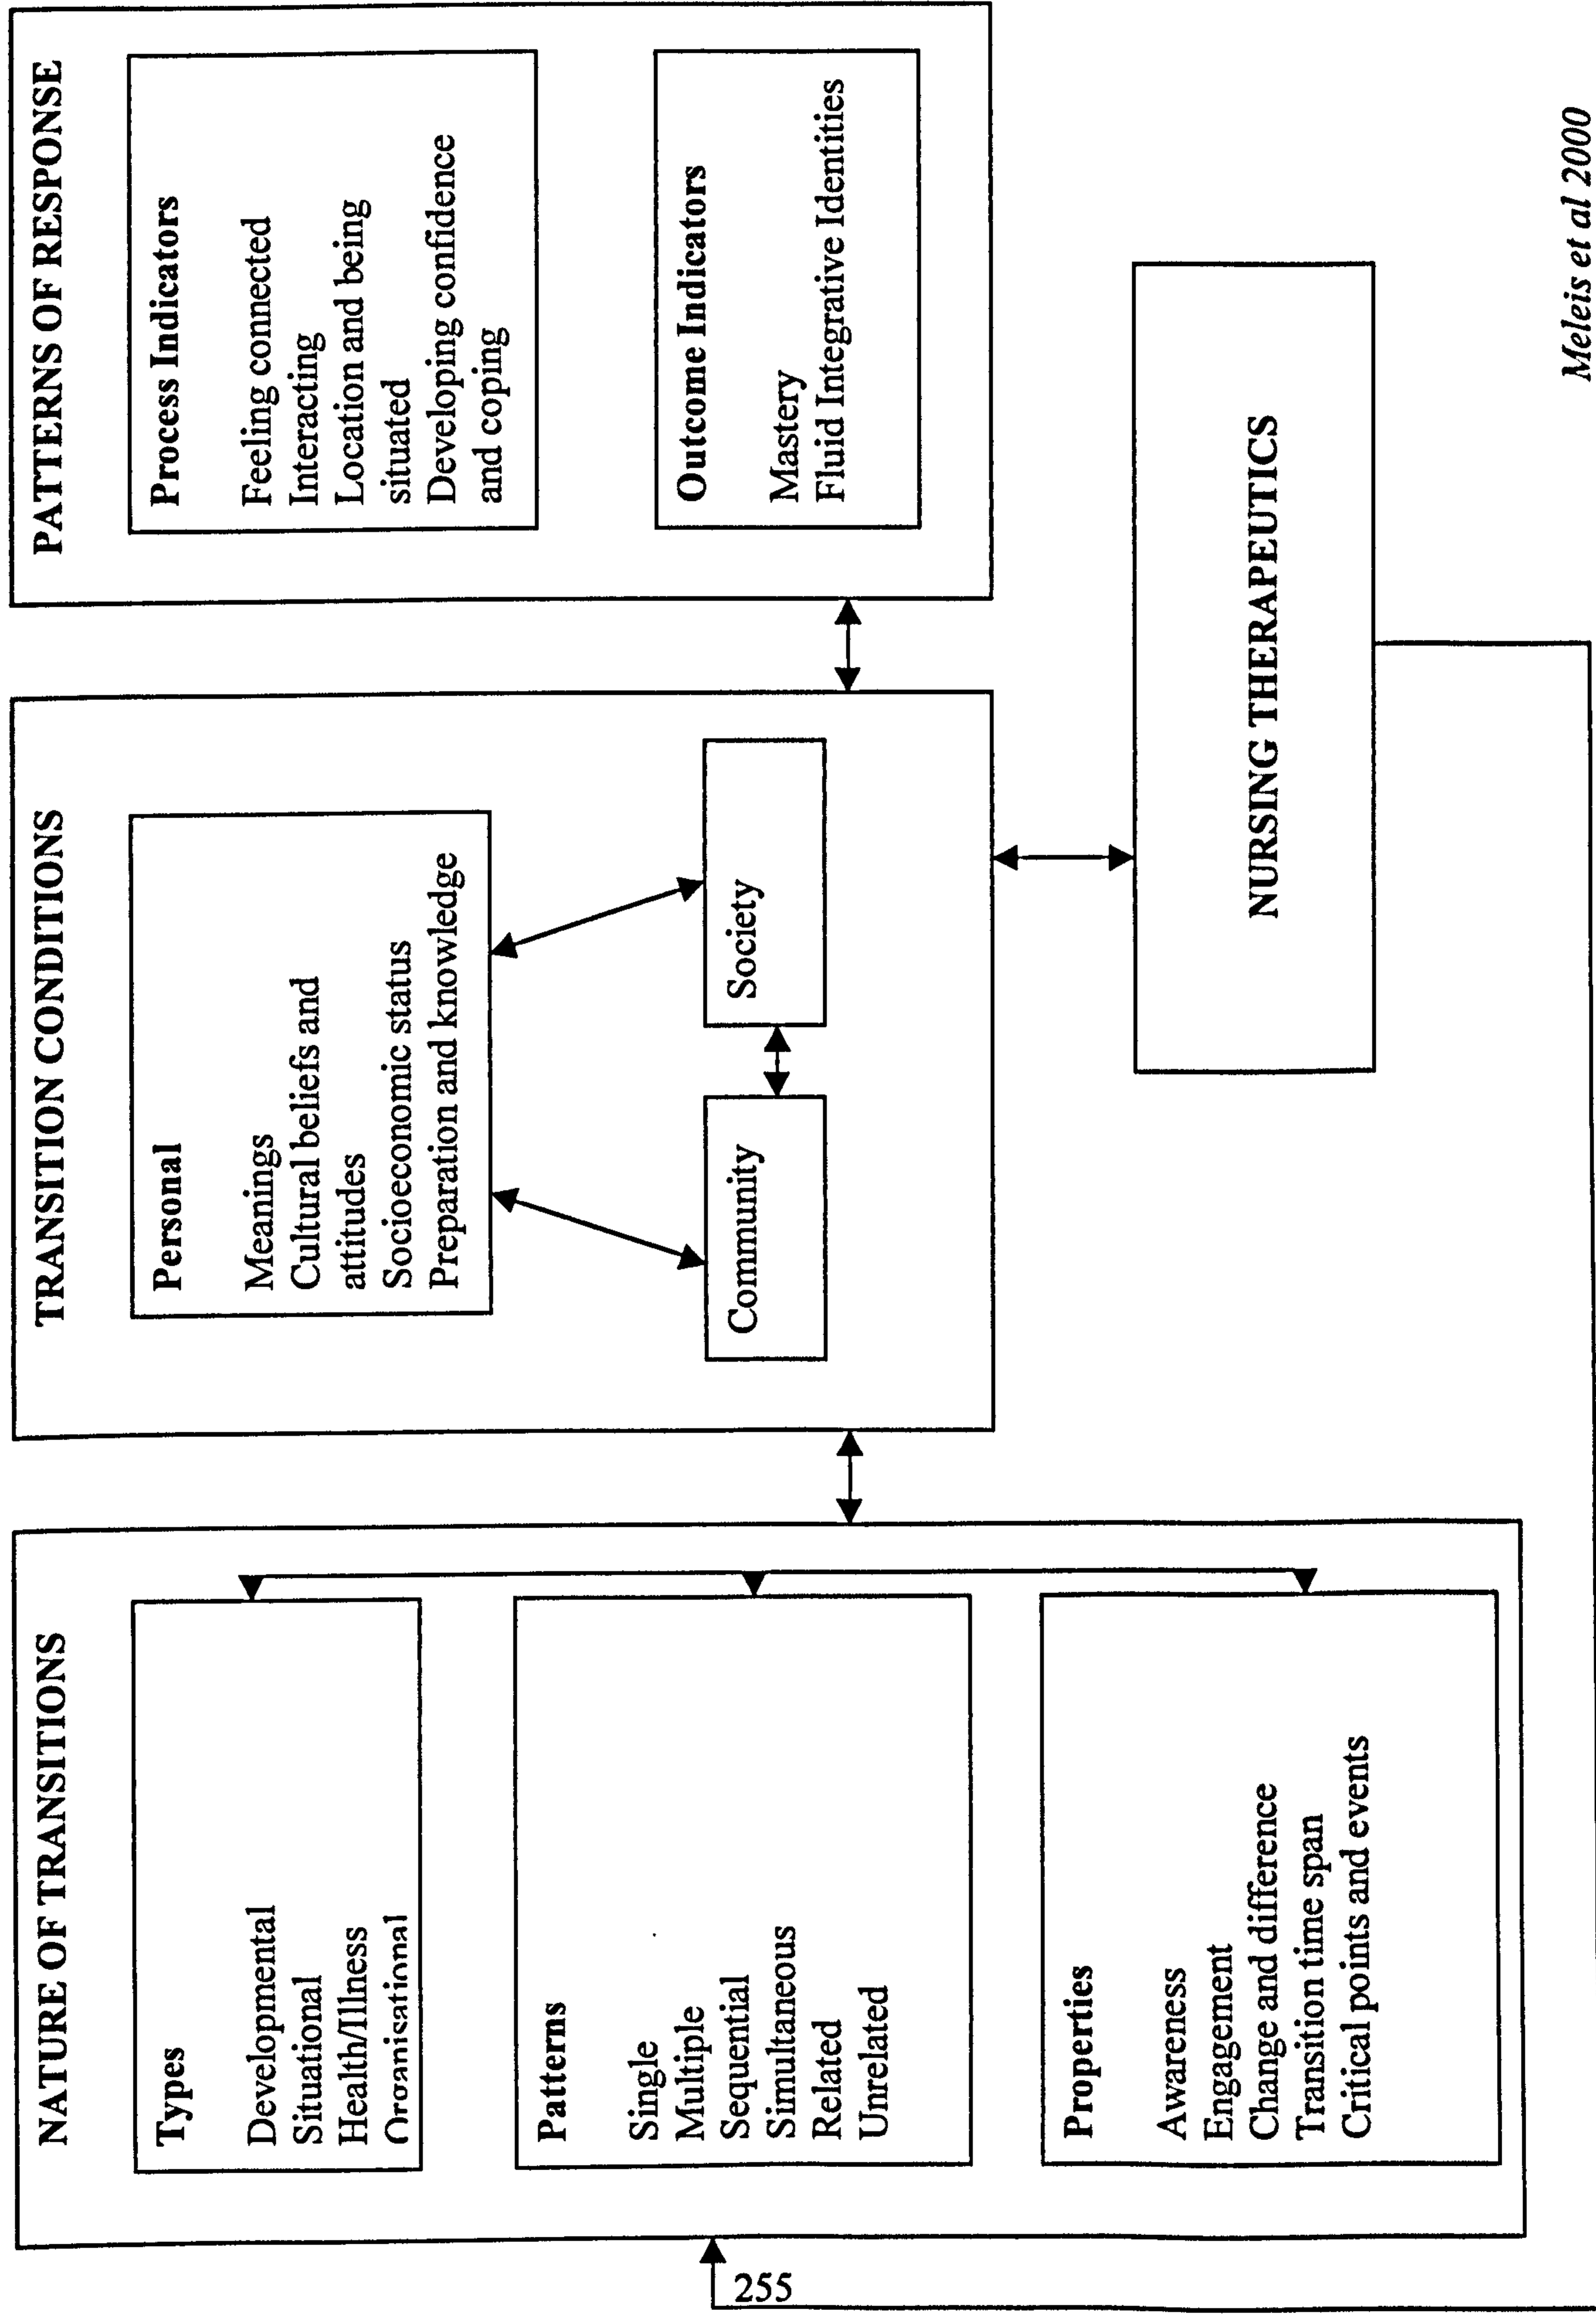 NATURE OF TRANSITIONS
Types
Developmental
Situational
Health/Illness
Organisational
Patterns
Single
Multiple
Sequential
Simultaneous
Related
Unrelated
Properties
Awareness
Engagement
Change and difference
Transition time span
Critical points and events
TRANSITION CONDITIONS
Personal
Meanings
Cultural beliefs and
attitudes
Socioeconomic status
Preparation and knowledge
Community
Society
PATTERNS OF RESPONSE
Process Indicators
Feeling connected
Interacting
Location and being
situated
Developing confidence
and coping
Outcome Indicators
Mastery
Fluid Integrative Identities
NURSING THERAPEUTICS
Meleis et al 2000
255